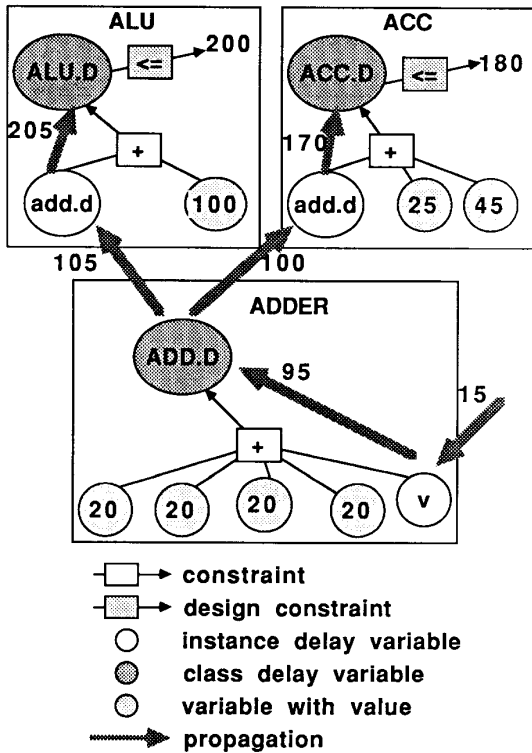 ALU
ALU.D
<=
200
205
+
add.d
100
ACC
ACC.D
<=
180
170
+
add.d
25
45
105
100
ADDER
ADD.D
95
15
+
20
20
20
20
v
constraint
design constraint
instance delay variable
class delay variable
variable with value
propagation